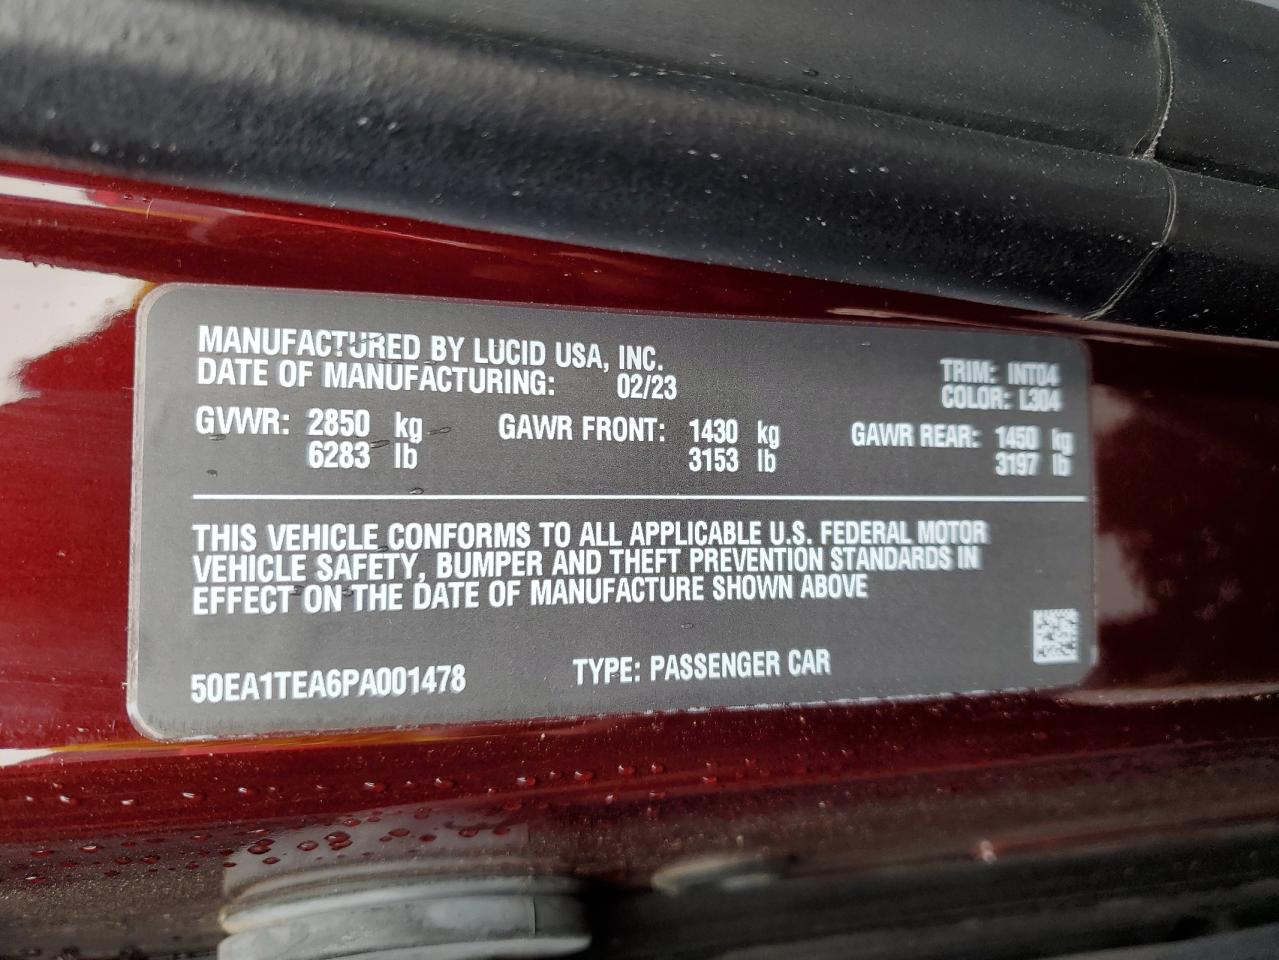 MANUFACTURED BY LUCID USA, INC.
DATE OF MANUFACTURING: 02/23
TRIM: INT04
COLOR: L304
GVWR: 2850 kg GAWR FRONT: 1430 kg GAWR REAR: 1450 kg
6283 lb 3153 lb 3197 lb
THIS VEHICLE CONFORMS TO ALL APPLICABLE U.S. FEDERAL MOTOR
VEHICLE SAFETY, BUMPER AND THEFT PREVENTION STANDARDS IN
EFFECT ON THE DATE OF MANUFACTURE SHOWN ABOVE
50EA1TEA6PA001478 TYPE: PASSENGER CAR